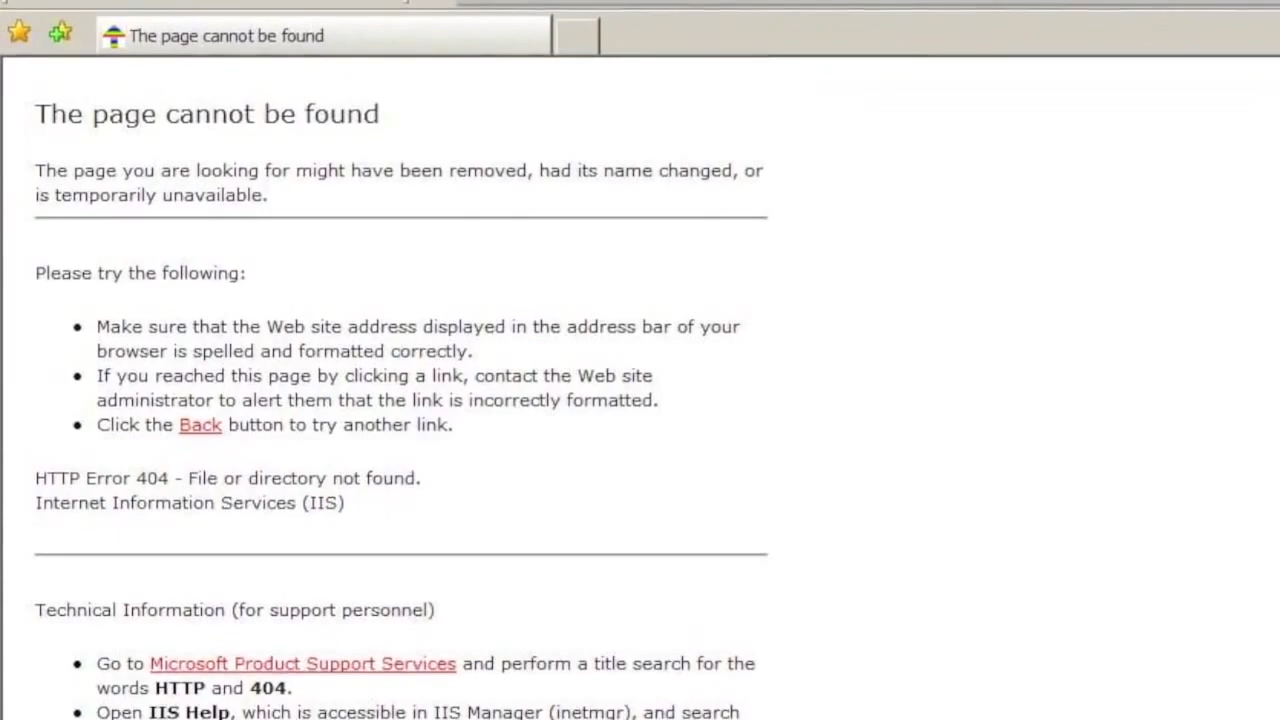 The page cannot be found
The page cannot be found
The page you are looking for might have been removed, had its name changed, or
is temporarily unavailable.
Please try the following:
Make sure that the Web site address displayed in the address bar of your
browser is spelled and formatted correctly.
If you reached this page by clicking a link, contact the Web site
administrator to alert them that the link is incorrectly formatted.
Click the Back button to try another link.
HTTP Error 404 - File or directory not found.
Internet Information Services (IIS)
Technical Information (for support personnel)
Go to Microsoft Product Support Services and perform a title search for the
words HTTP and 404.
Open IIS Help, which is accessible in IIS Manager (inetmgr), and search